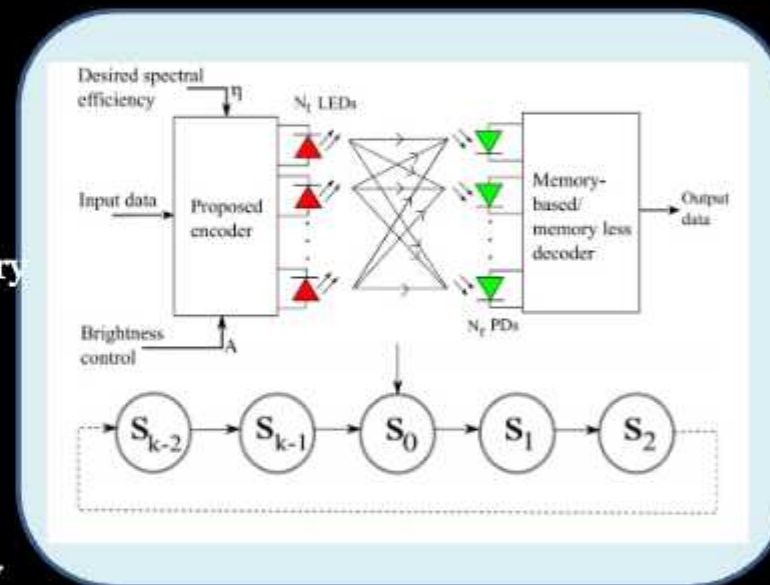 Desired spectral
efficiency
η
Nt LEDs
Input data
Proposed
encoder
Memory-
based/
memory less
decoder
Output
data
ry
Nr PDs
Brightness
control
A
Sk-2
Sk-1
S0
S1
S2